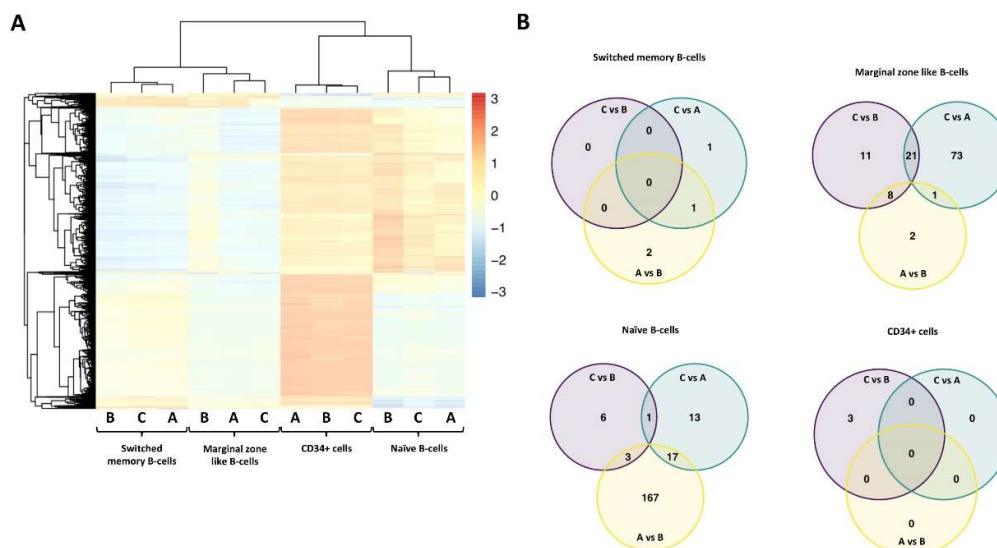 A
3
2
1
0
−1
−2
−3
B C A B A C A B C B C A
Switched
memory B-cells
Marginal zone
like B-cells
CD34+ cells
Naïve B-cells
B
Switched memory B-cells
C vs B
C vs A
0
0
1
0
0
1
2
A vs B
Marginal zone like B-cells
C vs B
C vs A
11
21
73
8
1
2
A vs B
Naïve B-cells
C vs B
C vs A
6
1
13
3
17
167
A vs B
CD34+ cells
C vs B
C vs A
0
3
0
0
0
0
0
A vs B